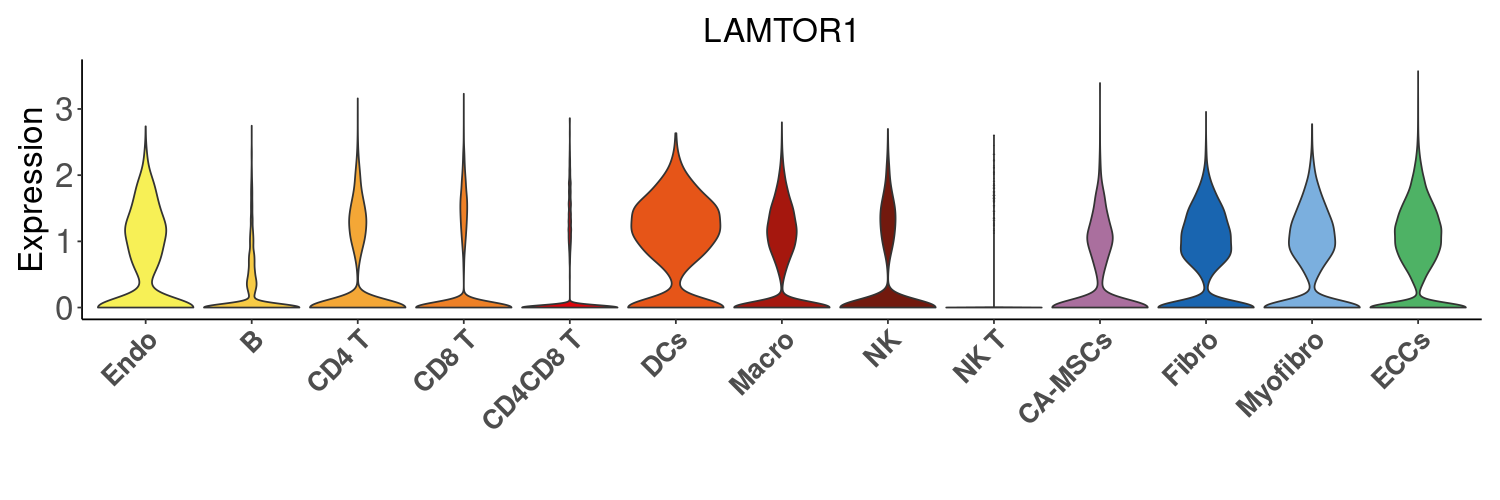 LAMTOR1
Expression
3
2
1
0
Endo
B
CD4 T
CD8 T
CD4CD8 T
DCs
Macro
NK
NK T
CA-MSCs
Fibro
Myofibro
ECCs